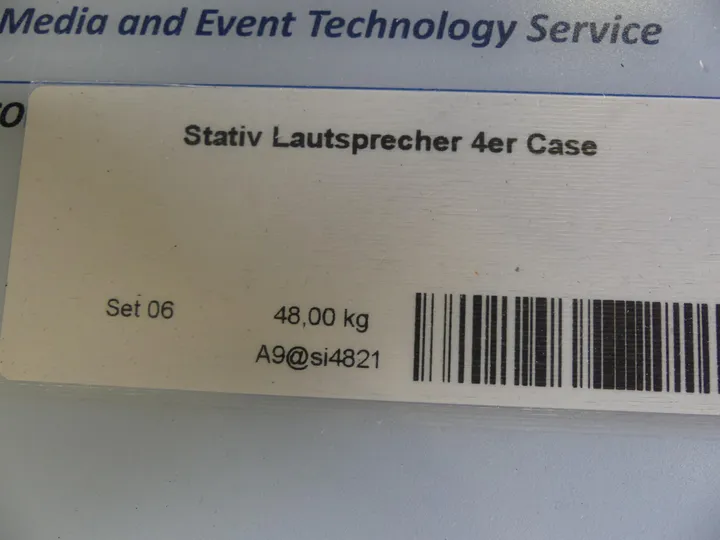 Media and Event Technology Service
Stativ Lautsprecher 4er Case
Set 06
48,00 kg
A9@si4821